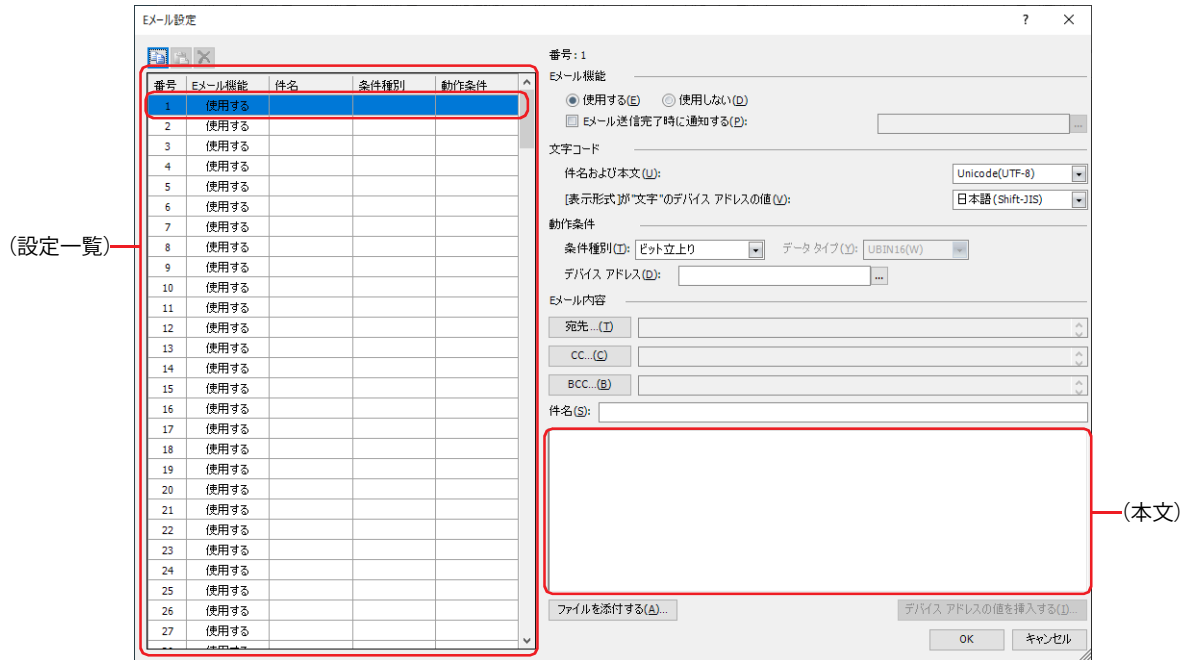 Eメール設定
? ×
番号 Eメール機能 件名 条件種別 動作条件
1 使用する
2 使用する
3 使用する
4 使用する
5 使用する
6 使用する
7 使用する
8 使用する
9 使用する
10 使用する
11 使用する
12 使用する
13 使用する
14 使用する
15 使用する
16 使用する
17 使用する
18 使用する
19 使用する
20 使用する
21 使用する
22 使用する
23 使用する
24 使用する
25 使用する
26 使用する
27 使用する
(設定一覧)
番号: 1
Eメール機能
使用する(E) 使用しない(D)
Eメール送信完了時に通知する(P): ...
文字コード
件名および本文(U): Unicode(UTF-8)
[表示形式]が"文字"のデバイス アドレスの値(V): 日本語(Shift-JIS)
動作条件
条件種別(T): ビット立上り データ タイプ(Y): UBIN16(W)
デバイス アドレス(D): ...
Eメール内容
宛先...(T)
CC...(C)
BCC...(B)
件名(S):
(本文)
ファイルを添付する(A)... デバイス アドレスの値を挿入する(I)...
OK キャンセル